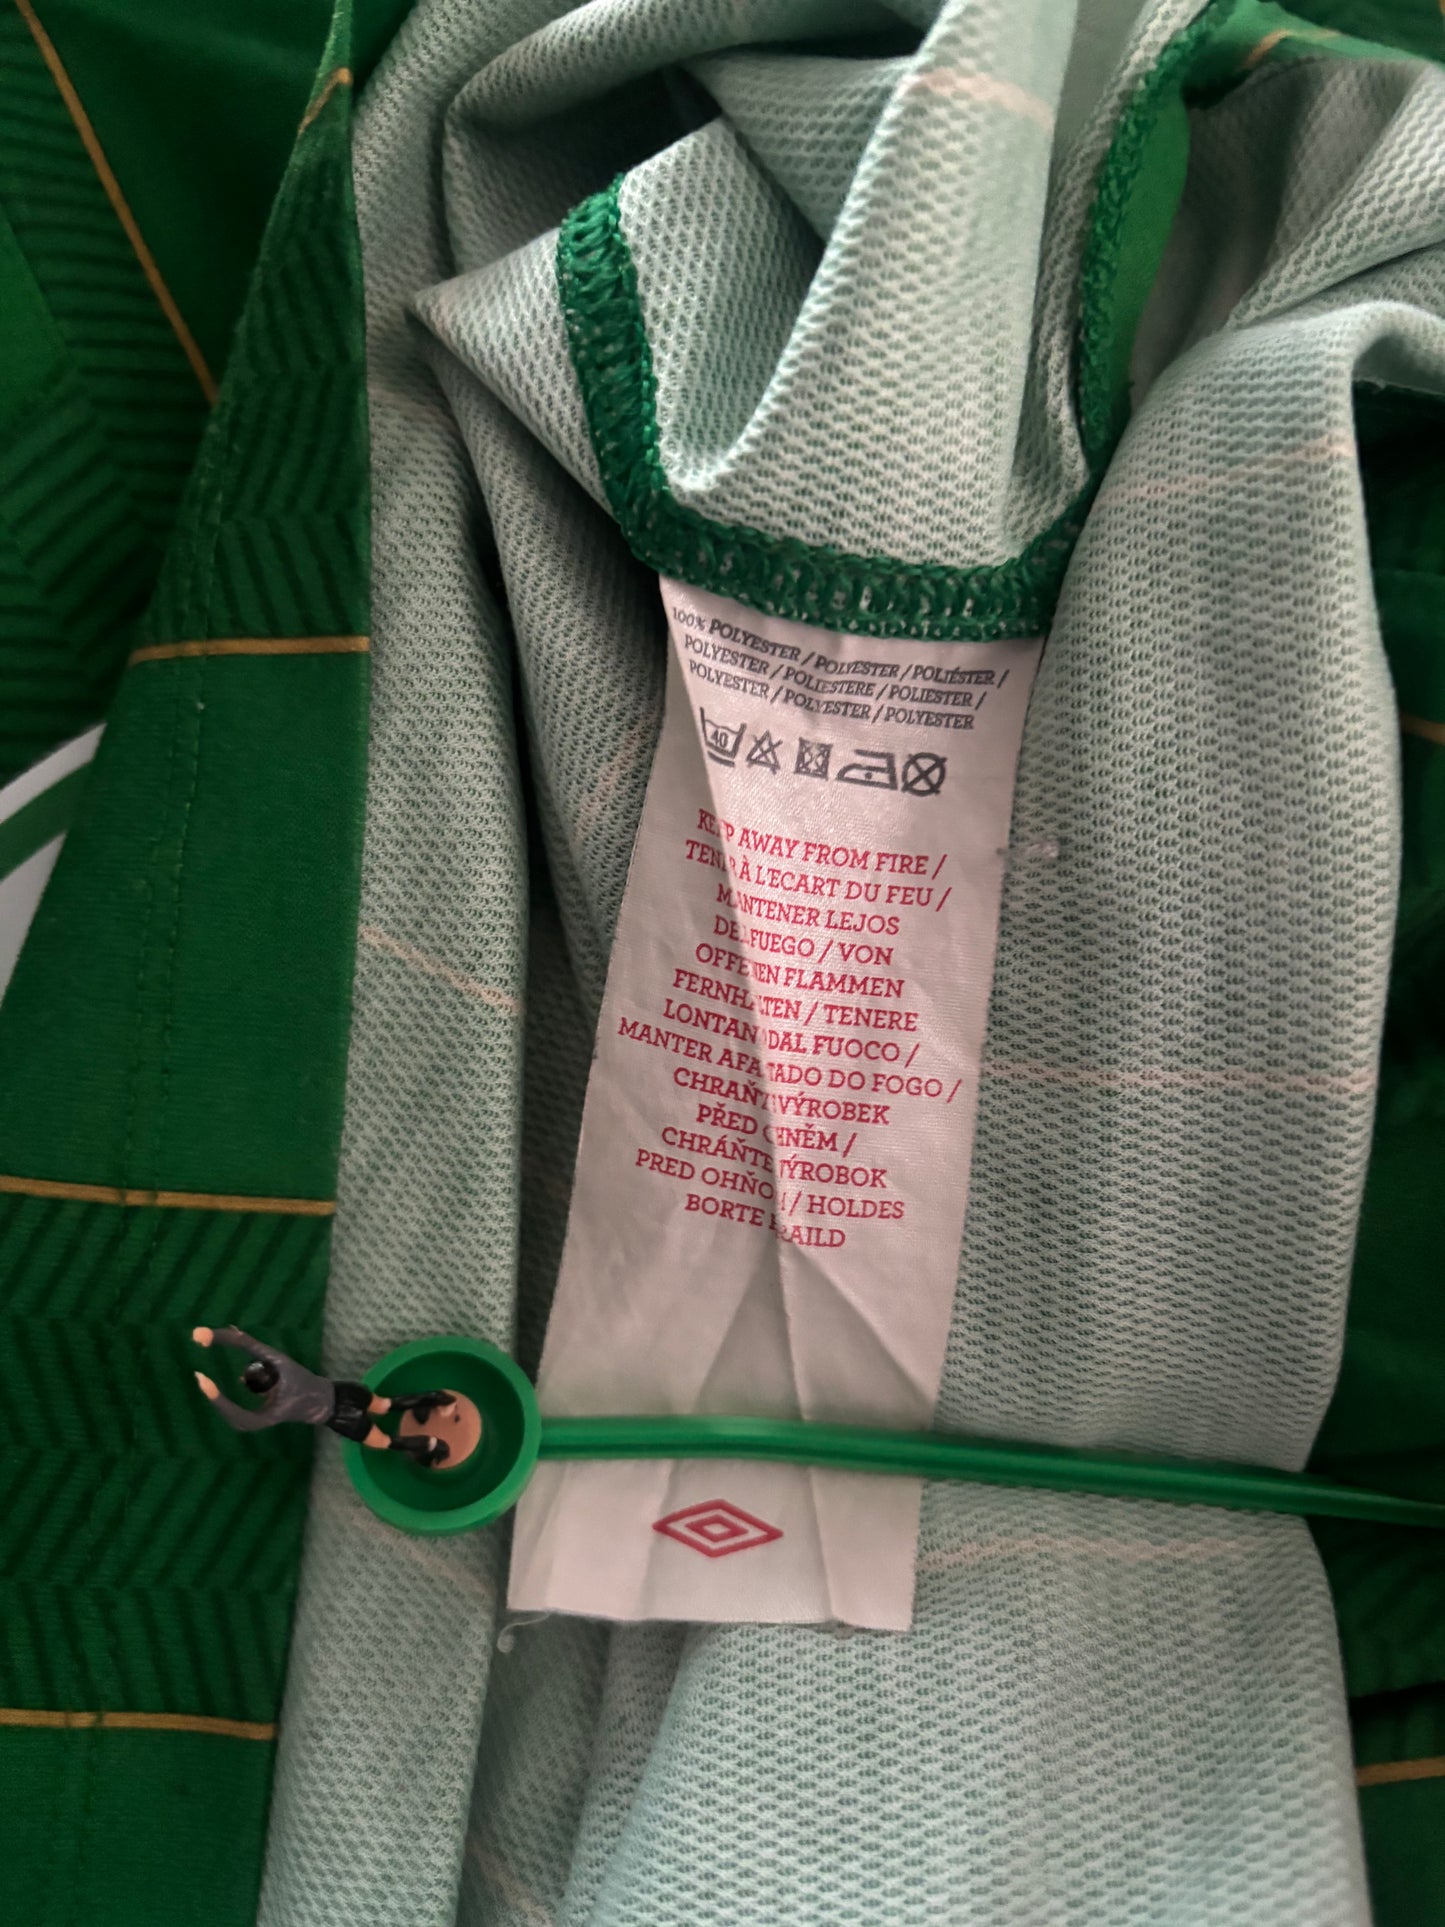 100% POLYESTER / POLYESTER / POLIÉSTER /
POLYESTER / POLIESTERE / POLIESTER /
POLYESTER / POLYESTER / POLYESTER
40
KEEP AWAY FROM FIRE /
TENIR À L'ECART DU FEU /
MANTENER LEJOS
DEL FUEGO / VON
OFFENEN FLAMMEN
FERNHALTEN / TENERE
LONTANO DAL FUOCO /
MANTER AFASTADO DO FOGO /
CHRAŇTE VÝROBEK
PŘED OHNĚM /
CHRÁŇTE VÝROBOK
PRED OHŇOM / HOLDES
BORTE FRAILD